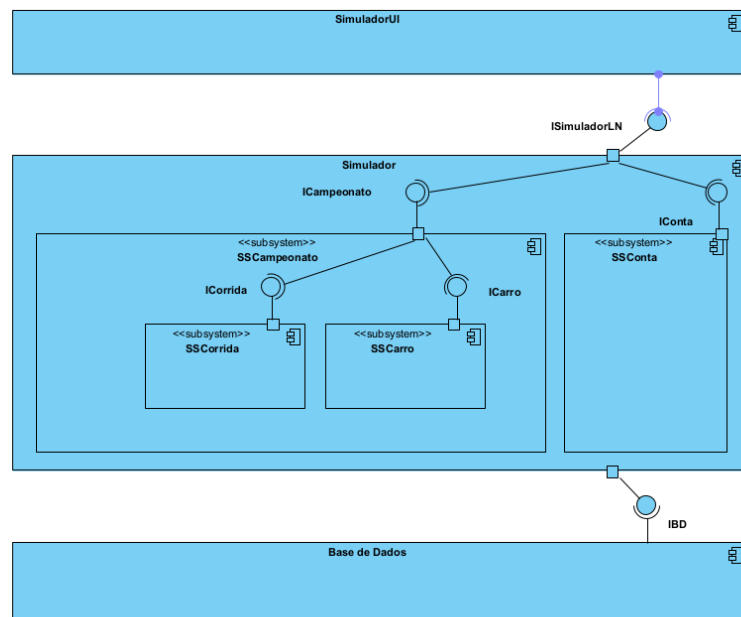 SimuladorUI
ISimuladorLN
Simulador
ICampeonato
IConta
<<subsystem>>
SSCampeonato
<<subsystem>>
SSConta
ICorrida
ICarro
<<subsystem>>
SSCorrida
<<subsystem>>
SSCarro
IBD
Base de Dados